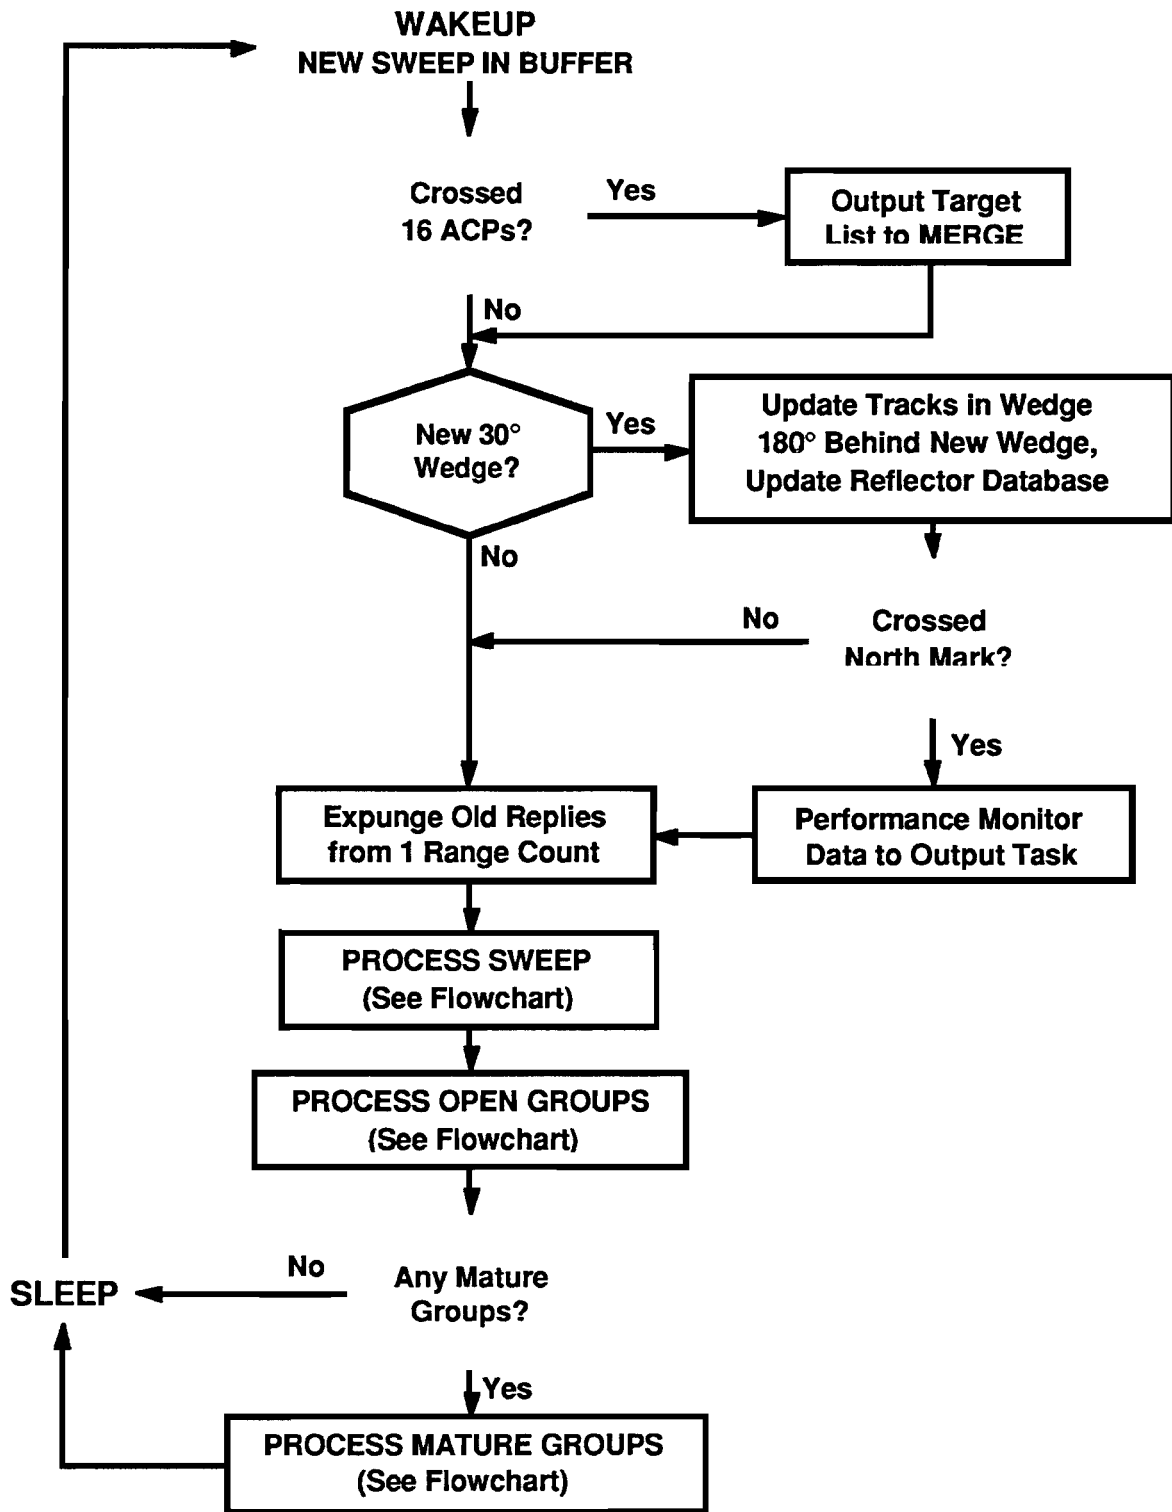 WAKEUP
NEW SWEEP IN BUFFER
Crossed
16 ACPs?
Yes
Output Target
List to MERGE
No
New 30°
Wedge?
Yes
Update Tracks in Wedge
180° Behind New Wedge,
Update Reflector Database
No
No
Crossed
North Mark?
Yes
Expunge Old Replies
from 1 Range Count
Performance Monitor
Data to Output Task
PROCESS SWEEP
(See Flowchart)
PROCESS OPEN GROUPS
(See Flowchart)
SLEEP
No
Any Mature
Groups?
Yes
PROCESS MATURE GROUPS
(See Flowchart)